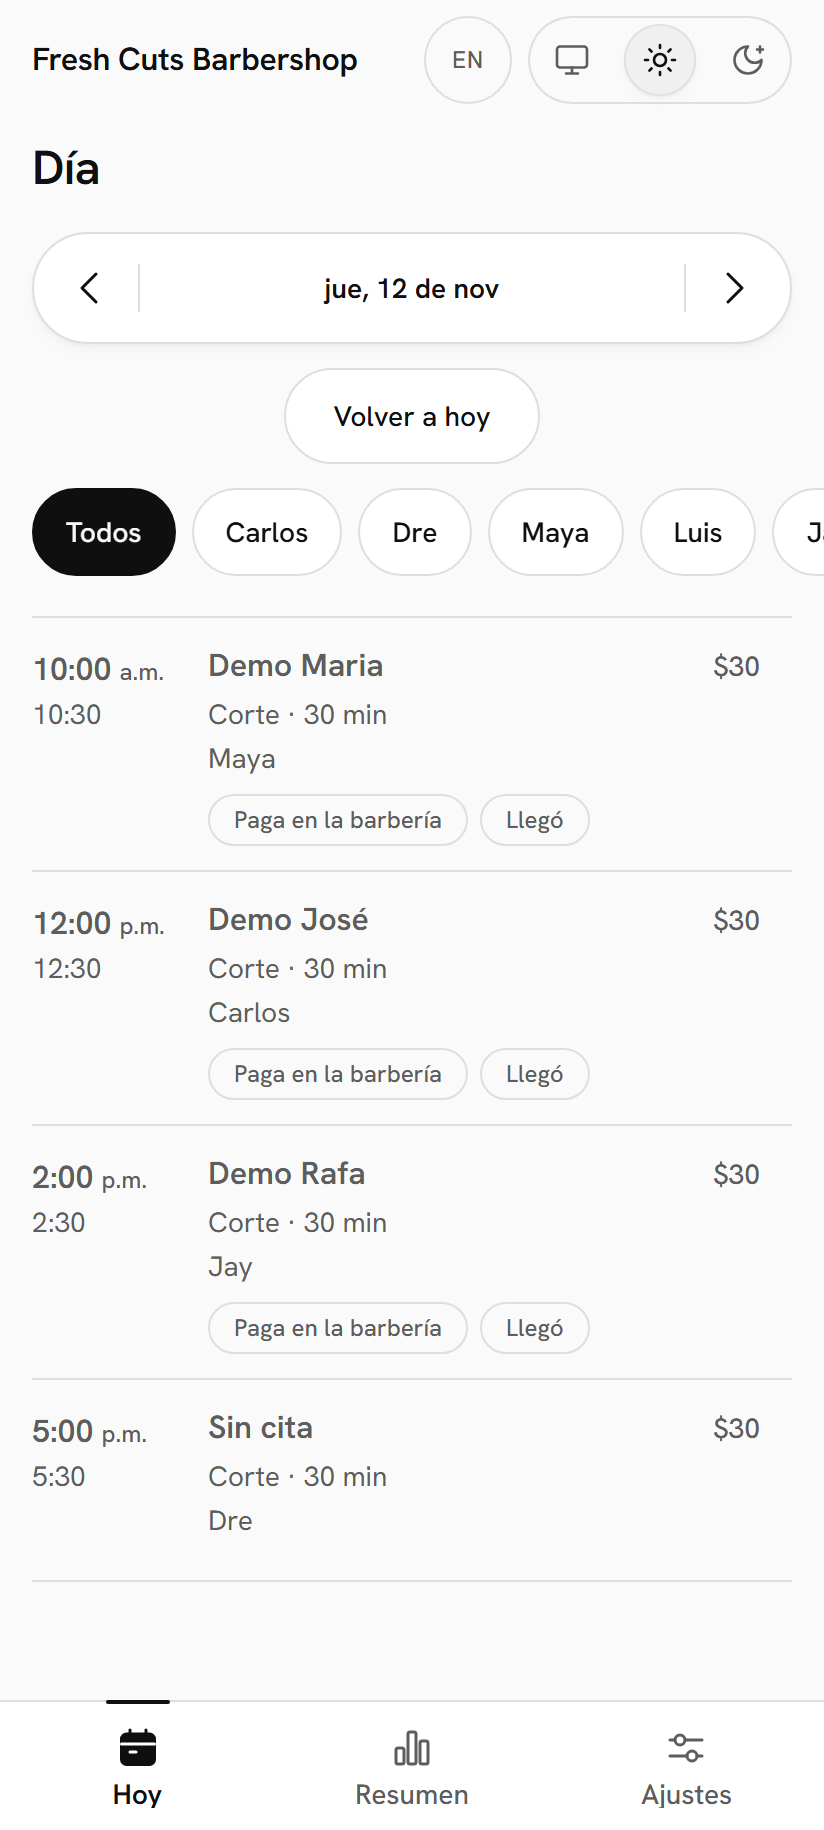 Fresh Cuts Barbershop
EN
Día
jue, 12 de nov
Volver a hoy
Todos
Carlos
Dre
Maya
Luis
10:00 a.m.
10:30
Demo Maria
$30
Corte · 30 min
Maya
Paga en la barbería
Llegó
12:00 p.m.
12:30
Demo José
$30
Corte · 30 min
Carlos
Paga en la barbería
Llegó
2:00 p.m.
2:30
Demo Rafa
$30
Corte · 30 min
Jay
Paga en la barbería
Llegó
5:00 p.m.
5:30
Sin cita
$30
Corte · 30 min
Dre
Hoy
Resumen
Ajustes